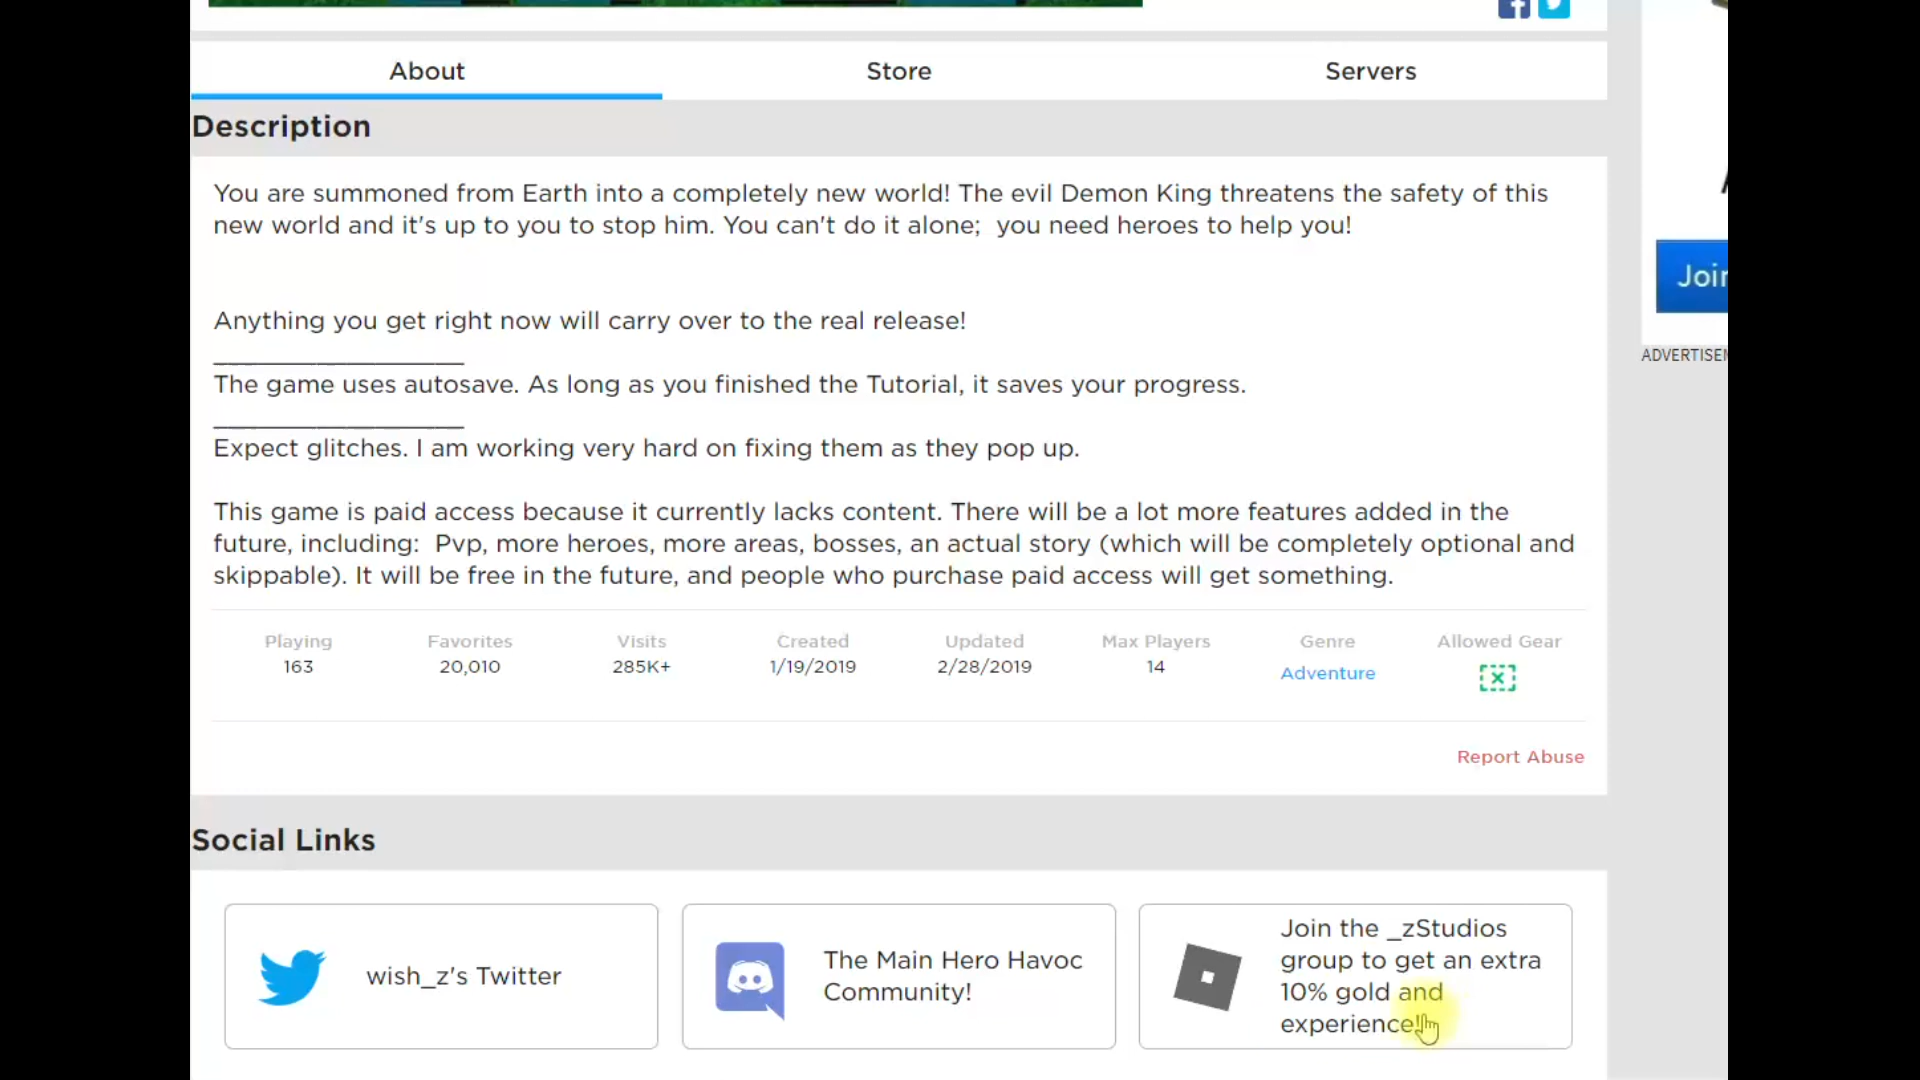 About
Store
Servers
Description
You are summoned from Earth into a completely new world! The evil Demon King threatens the safety of this
new world and it's up to you to stop him. You can't do it alone;  you need heroes to help you!
Anything you get right now will carry over to the real release!
___________________
The game uses autosave. As long as you finished the Tutorial, it saves your progress.
___________________
Expect glitches. I am working very hard on fixing them as they pop up.
This game is paid access because it currently lacks content. There will be a lot more features added in the
future, including:  Pvp, more heroes, more areas, bosses, an actual story (which will be completely optional and
skippable). It will be free in the future, and people who purchase paid access will get something.
Playing Favorites Visits Created Updated Max Players Genre Allowed Gear
163 20,010 285K+ 1/19/2019 2/28/2019 14 Adventure
Report Abuse
Social Links
wish_z's Twitter
The Main Hero Havoc
Community!
Join the _zStudios
group to get an extra
10% gold and
experience!
Join